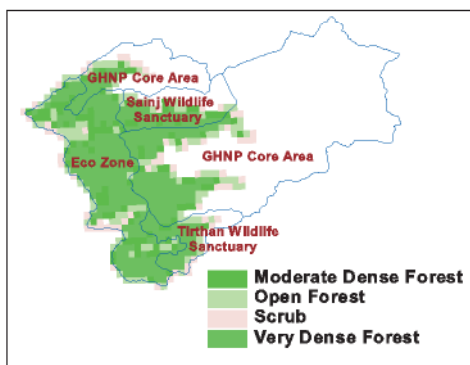 GHNP Core Area
Sainj Wildlife
Sanctuary
GHNP Core Area
Eco Zone
Tirthan Wildlife
Sanctuary
Moderate Dense Forest
Open Forest
Scrub
Very Dense Forest